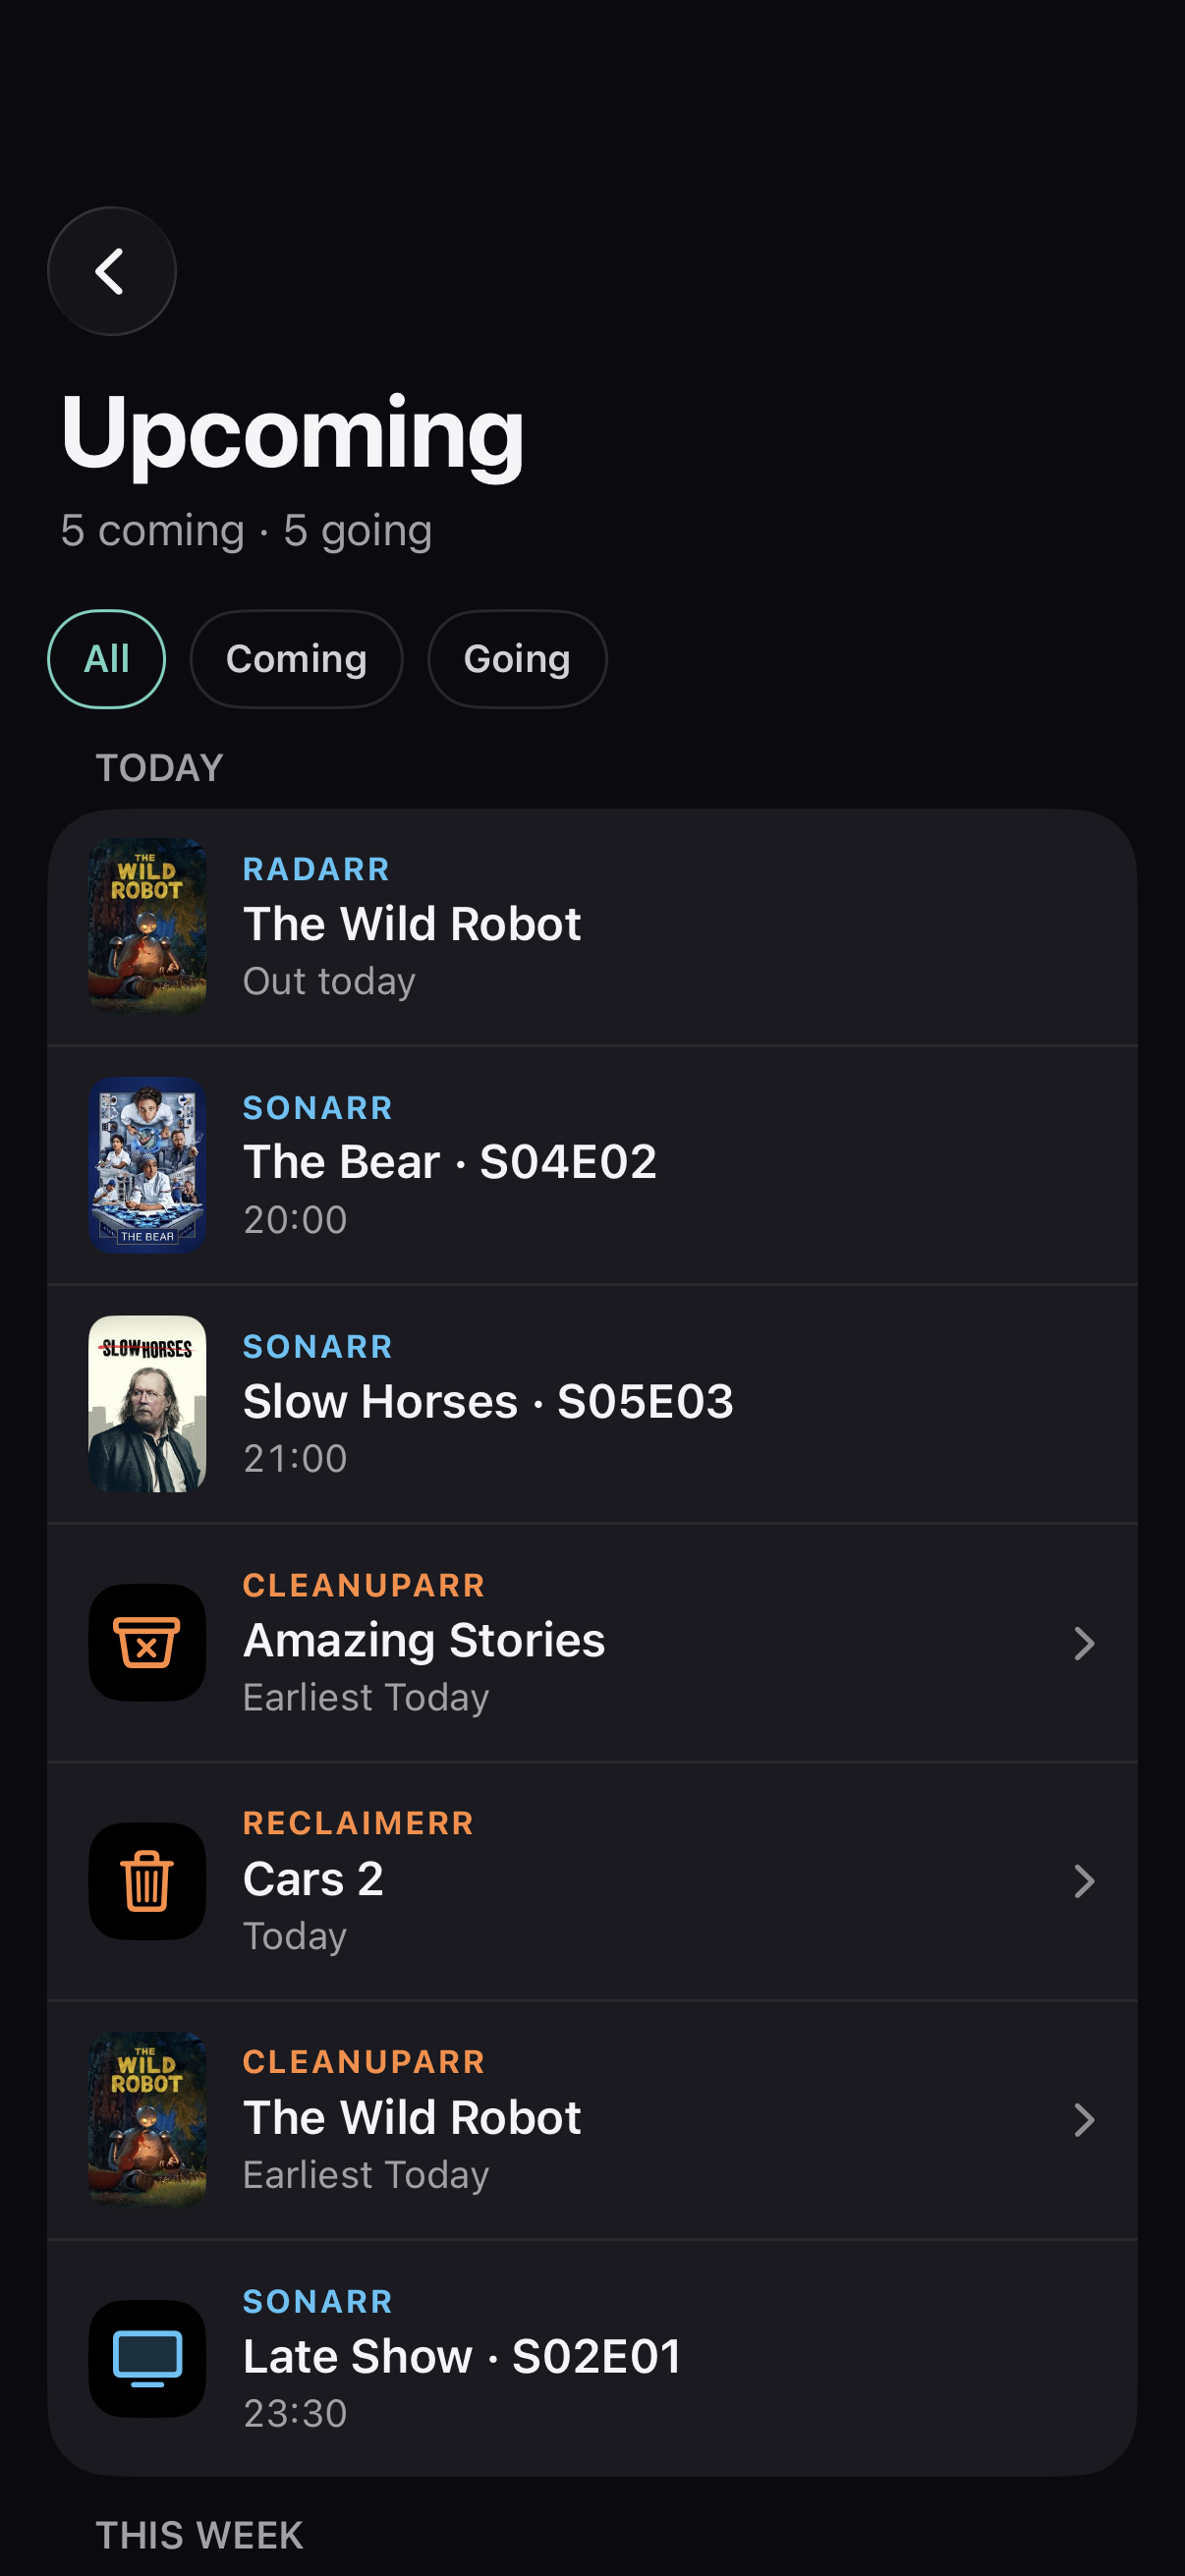 Upcoming
5 coming · 5 going
All
Coming
Going
TODAY
THE
WILD
ROBOT
RADARR
The Wild Robot
Out today
THE BEAR
SONARR
The Bear · S04E02
20:00
SLOW HORSES
SONARR
Slow Horses · S05E03
21:00
CLEANUPARR
Amazing Stories
Earliest Today
RECLAIMERR
Cars 2
Today
THE
WILD
ROBOT
CLEANUPARR
The Wild Robot
Earliest Today
SONARR
Late Show · S02E01
23:30
THIS WEEK